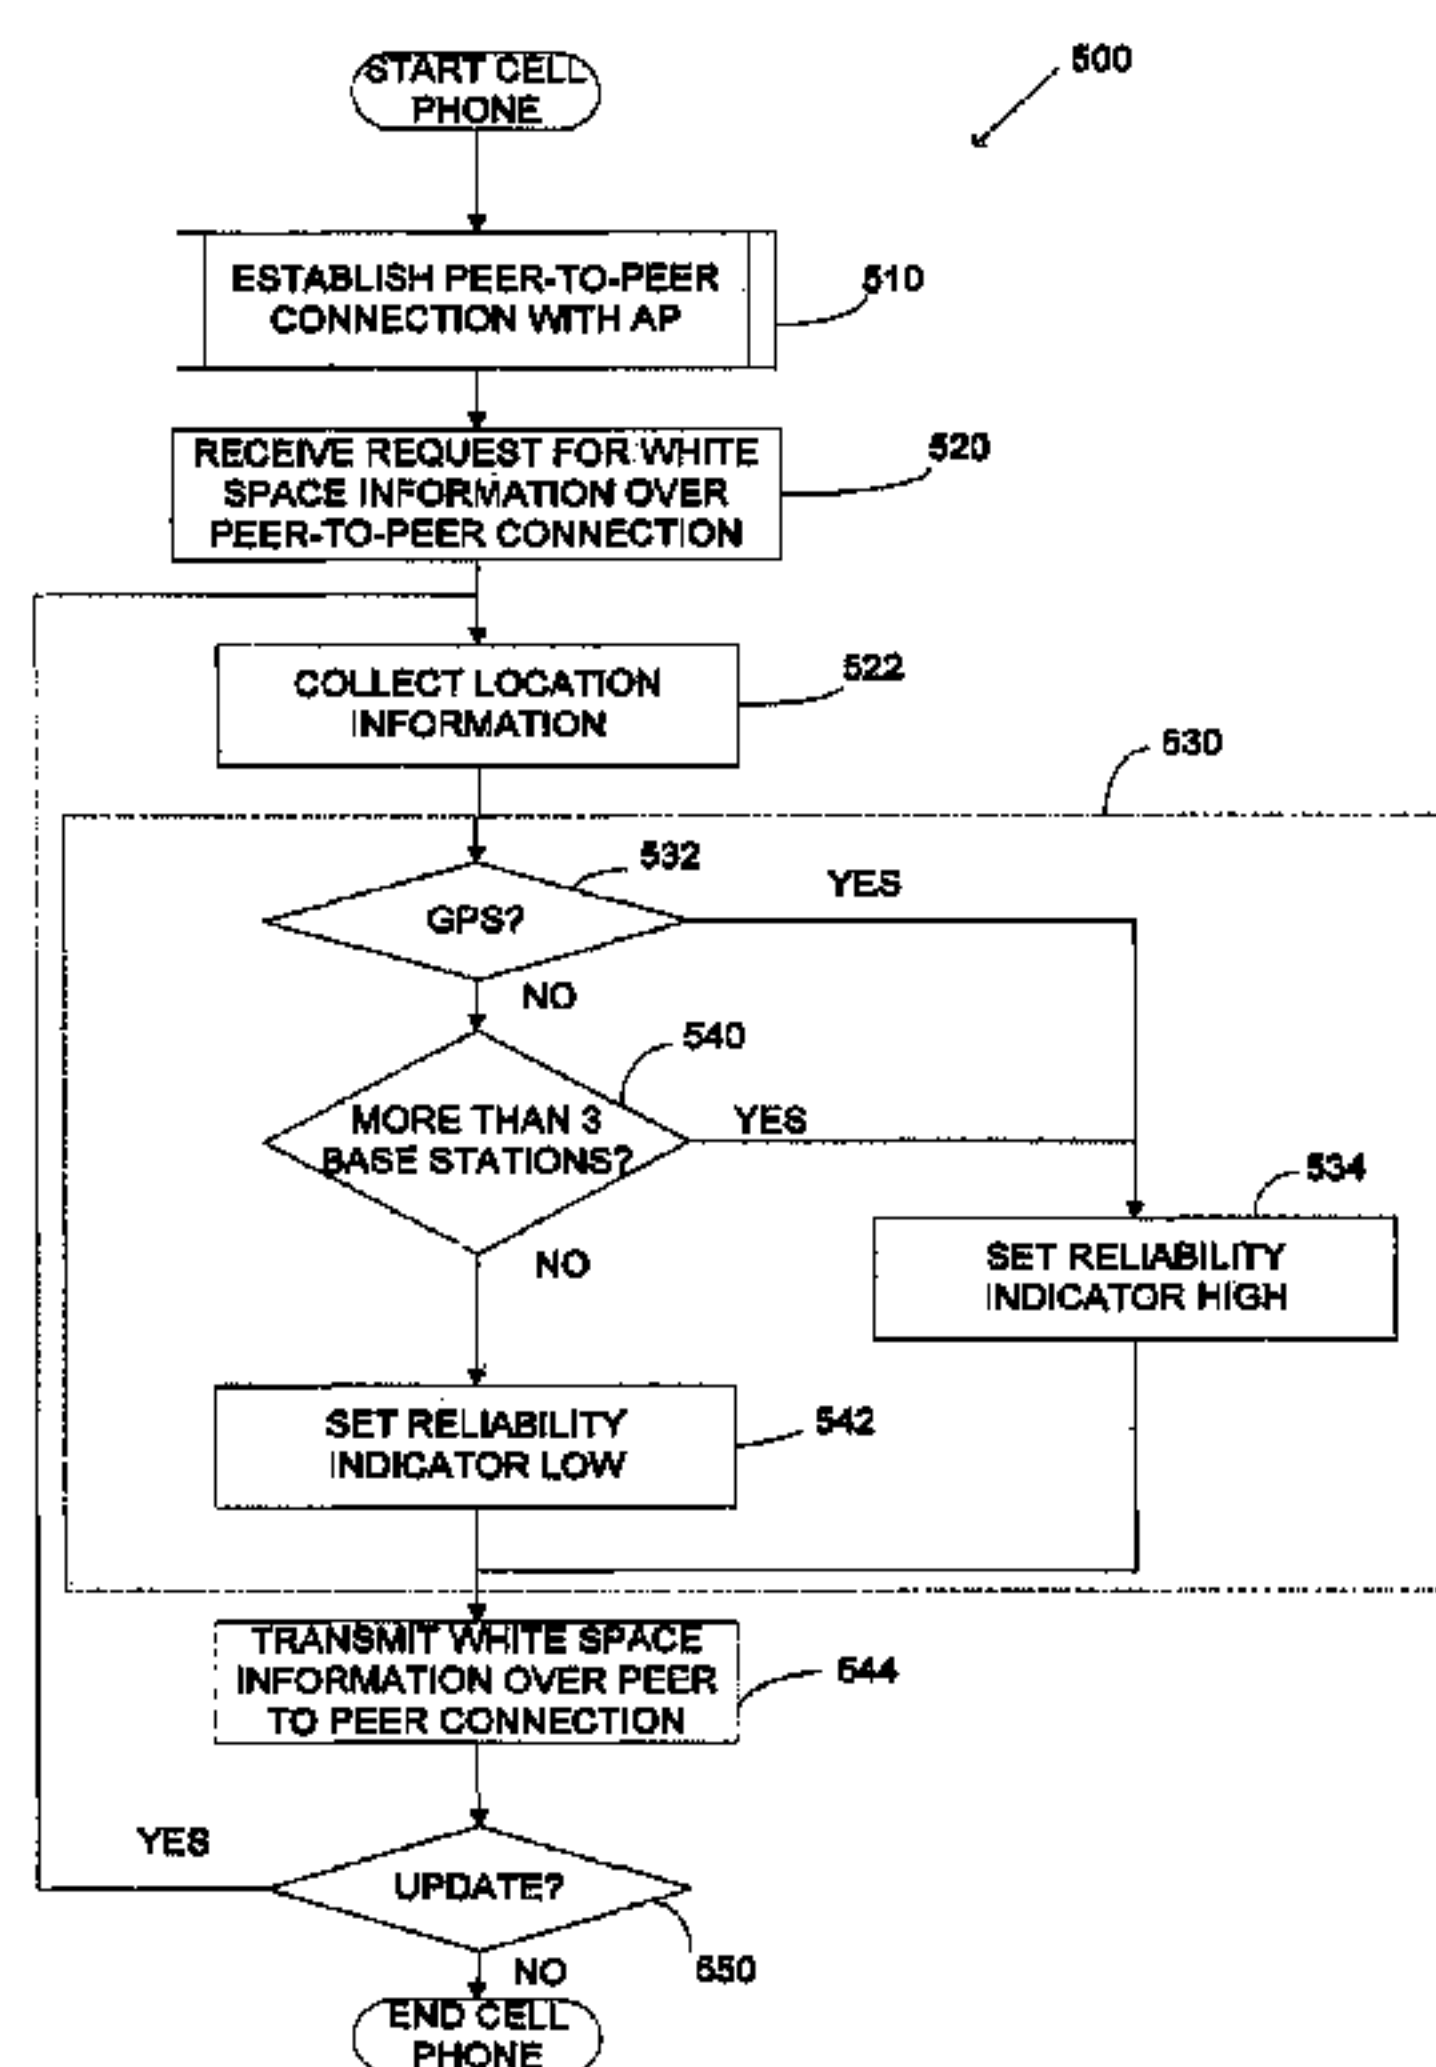 START CELL
PHONE
500
ESTABLISH PEER-TO-PEER
CONNECTION WITH AP
510
RECEIVE REQUEST FOR WHITE
SPACE INFORMATION OVER
PEER-TO-PEER CONNECTION
520
COLLECT LOCATION
INFORMATION
522
530
532
GPS?
YES
NO
540
MORE THAN 3
BASE STATIONS?
YES
534
NO
SET RELIABILITY
INDICATOR HIGH
SET RELIABILITY
INDICATOR LOW
542
TRANSMIT WHITE SPACE
INFORMATION OVER PEER
TO PEER CONNECTION
544
YES
UPDATE?
550
NO
END CELL
PHONE